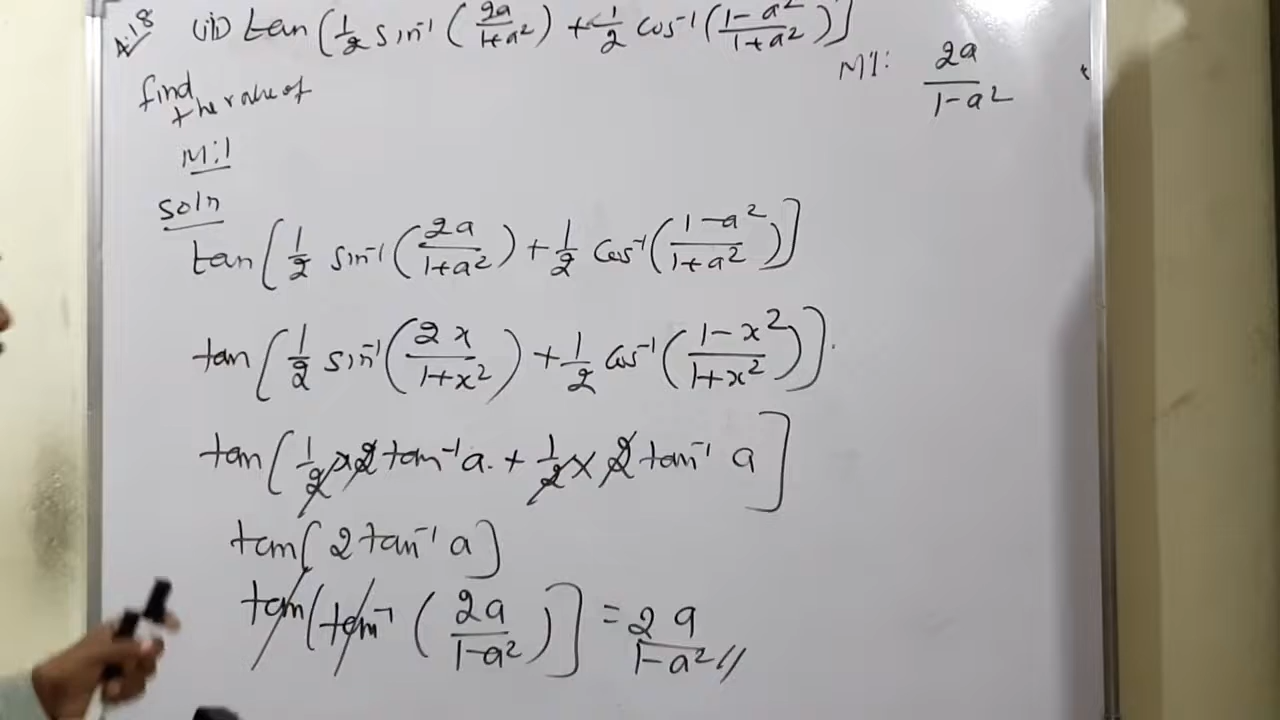 4.18 (ii) tan [½ sin⁻¹ (2a/1+a²) + ½ cos⁻¹ (1-a²/1+a²)]
find the value of
M1: 2a/1-a²
M:1
Soln
tan [½ sin⁻¹ (2a/1+a²) + ½ cos⁻¹ (1-a²/1+a²)]
tan [½ sin⁻¹ (2x/1+x²) + ½ cos⁻¹ (1-x²/1+x²)].
tan [½ x 2 tan⁻¹ a. + ½ x 2 tan⁻¹ a]
tan [2 tan⁻¹ a]
tan [tan⁻¹ (2a/1-a²)] = 2a/1-a² //